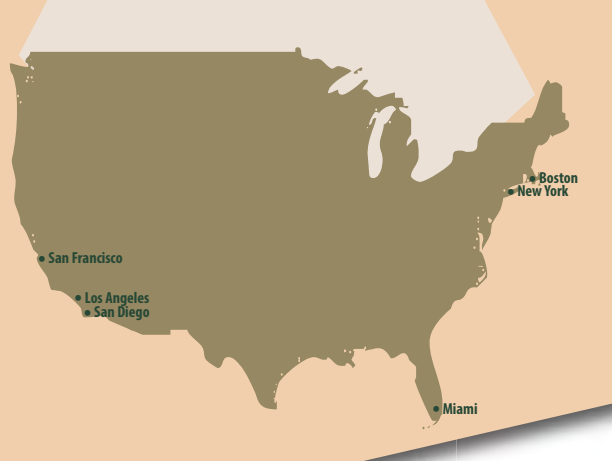 Boston
New York
San Francisco
Los Angeles
San Diego
Miami